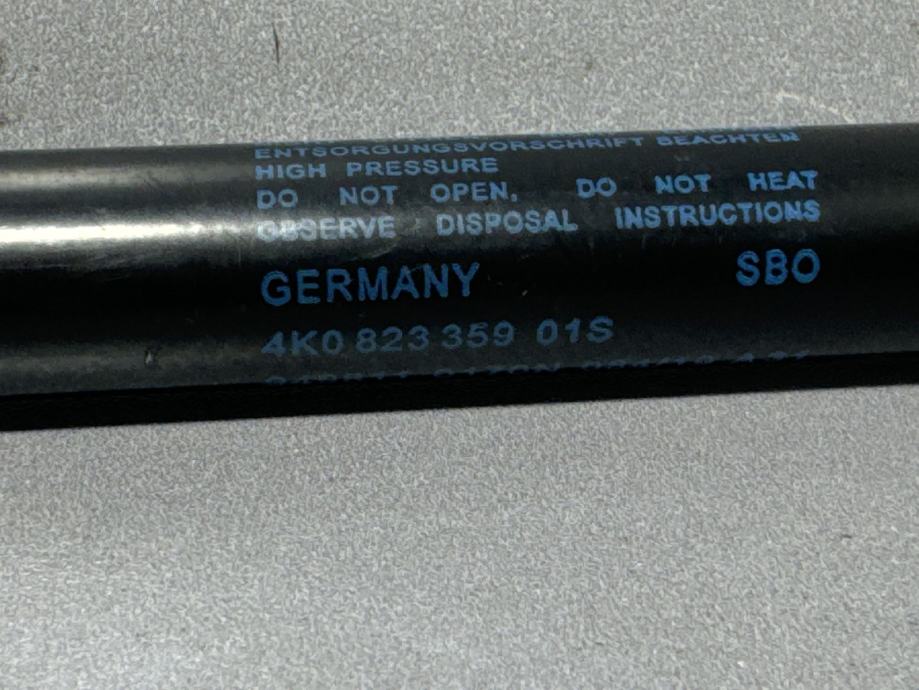 ENTSORGUNGSVORSCHRIFT BEACHTEN
HIGH PRESSURE
DO NOT OPEN, DO NOT HEAT
OBSERVE DISPOSAL INSTRUCTIONS
GERMANY SBO
4K0 823 359 01S